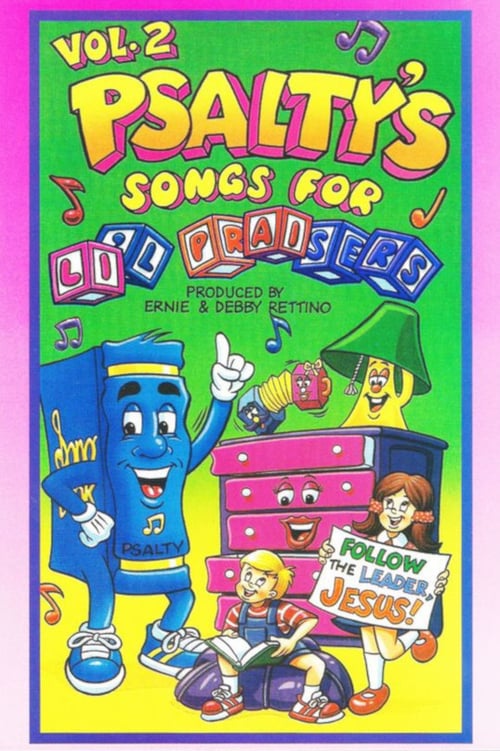 VOL. 2
PSALTY'S
SONGS FOR
LI'L PRAISERS
PRODUCED BY
ERNIE & DEBBY RETTINO
PSALTY
FOLLOW
THE LEADER,
JESUS!